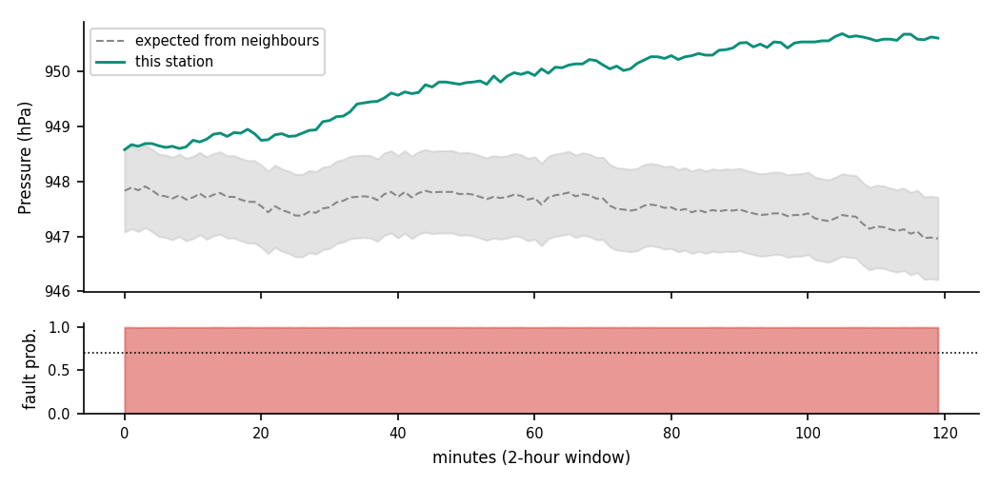 expected from neighbours
this station
Pressure (hPa)
950
949
948
947
946
fault prob.
1.0
0.5
0.0
0 20 40 60 80 100 120
minutes (2-hour window)